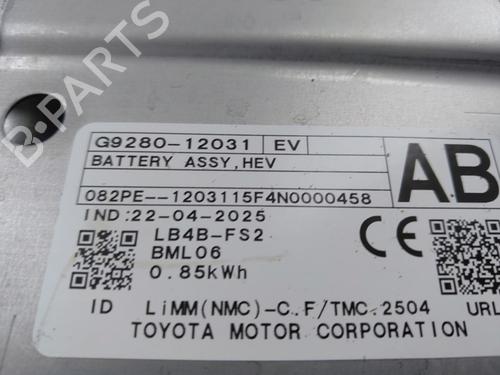 G9280-12031 EV
BATTERY ASSY,HEV
AB
082PE--1203115F4N0000458
IND:22-04-2025
LB4B-FS2
BML06
0.85kWh
ID LiMM(NMC)-C.F/TMC.2504 URL
TOYOTA MOTOR CORPORATION
B-PARTS